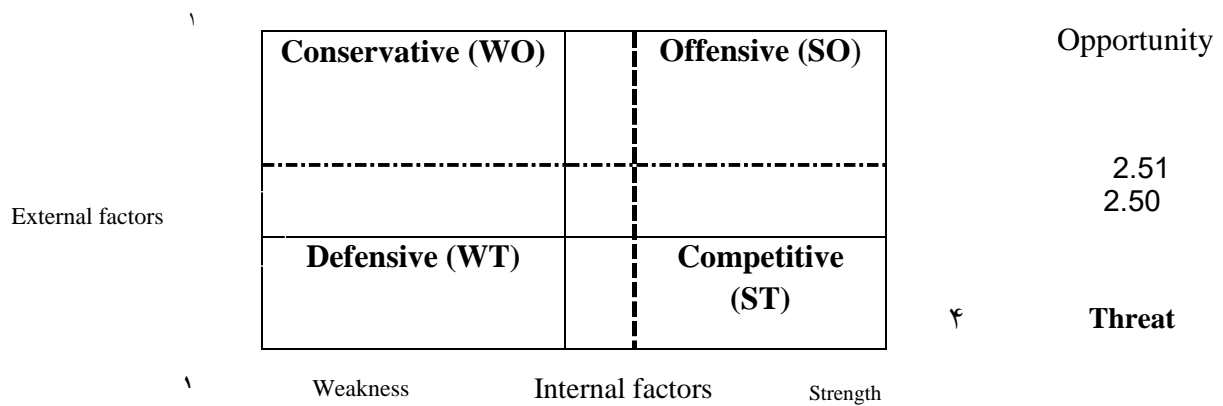 ۱
Conservative (WO) Offensive (SO) Opportunity
2.51
2.50
External factors
Defensive (WT) Competitive
(ST)
۴ Threat
۱ Weakness Internal factors Strength